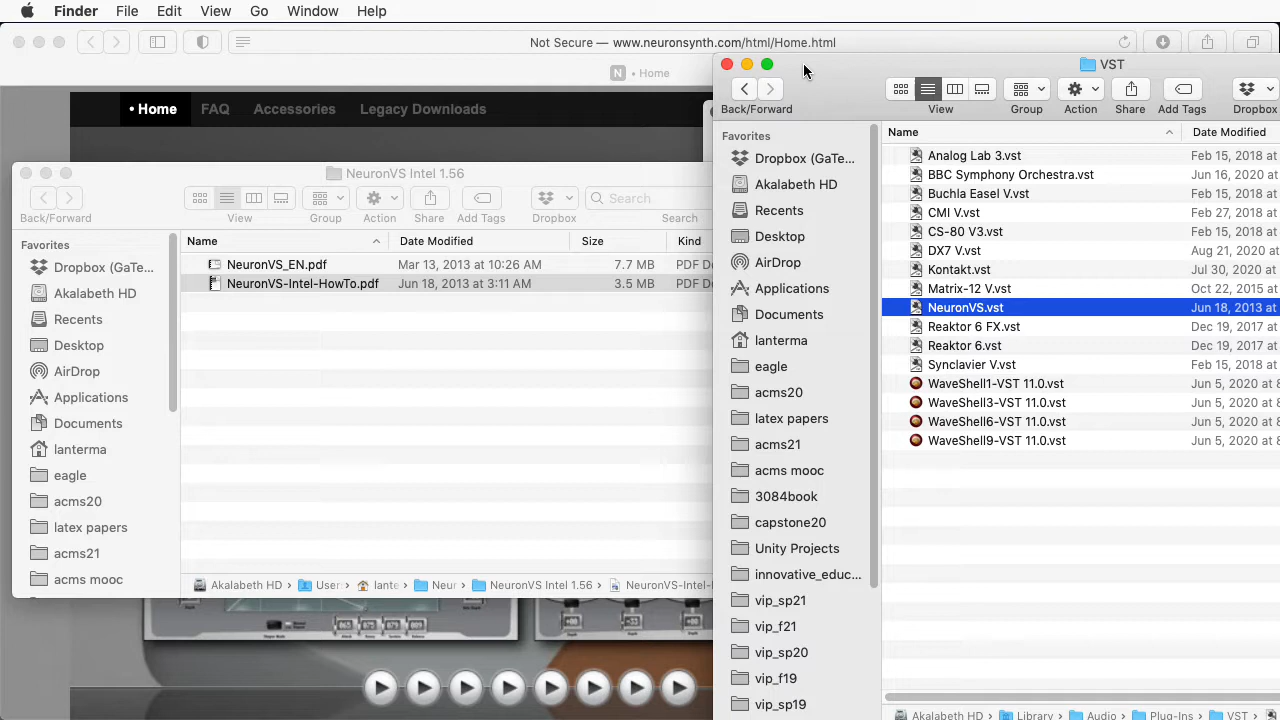 Finder File Edit View Go Window Help
Not Secure — www.neuronsynth.com/html/Home.html
N • Home
• Home FAQ Accessories Legacy Downloads
NeuronVS Intel 1.56
Search
Back/Forward View Group Action Share Add Tags Dropbox Search
Favorites
Dropbox (GaTe...
Akalabeth HD
Recents
Desktop
AirDrop
Applications
Documents
lanterma
eagle
acms20
latex papers
acms21
acms mooc
Name Date Modified Size Kind
NeuronVS_EN.pdf Mar 13, 2013 at 10:26 AM 7.7 MB PDF Do
NeuronVS-Intel-HowTo.pdf Jun 18, 2013 at 3:11 AM 3.5 MB PDF Do
Akalabeth HD › User › lante › Neur › NeuronVS Intel 1.56 › NeuronVS-Intel-
VST
Back/Forward View Group Action Share Add Tags Dropbox
Favorites
Dropbox (GaTe...
Akalabeth HD
Recents
Desktop
AirDrop
Applications
Documents
lanterma
eagle
acms20
latex papers
acms21
acms mooc
3084book
capstone20
Unity Projects
innovative_educ...
vip_sp21
vip_f21
vip_sp20
vip_f19
vip_sp19
Name Date Modified
Analog Lab 3.vst Feb 15, 2018 at
BBC Symphony Orchestra.vst Jun 16, 2020 at
Buchla Easel V.vst Feb 15, 2018 at
CMI V.vst Feb 27, 2018 at
CS-80 V3.vst Feb 15, 2018 at
DX7 V.vst Aug 21, 2020 at
Kontakt.vst Jul 30, 2020 at
Matrix-12 V.vst Oct 22, 2015 at
NeuronVS.vst Jun 18, 2013 at
Reaktor 6 FX.vst Dec 19, 2017 at
Reaktor 6.vst Dec 19, 2017 at
Synclavier V.vst Feb 15, 2018 at
WaveShell1-VST 11.0.vst Jun 5, 2020 at
WaveShell3-VST 11.0.vst Jun 5, 2020 at
WaveShell6-VST 11.0.vst Jun 5, 2020 at
WaveShell9-VST 11.0.vst Jun 5, 2020 at
Akalabeth HD › Library › Audio › Plug-Ins › VST ›